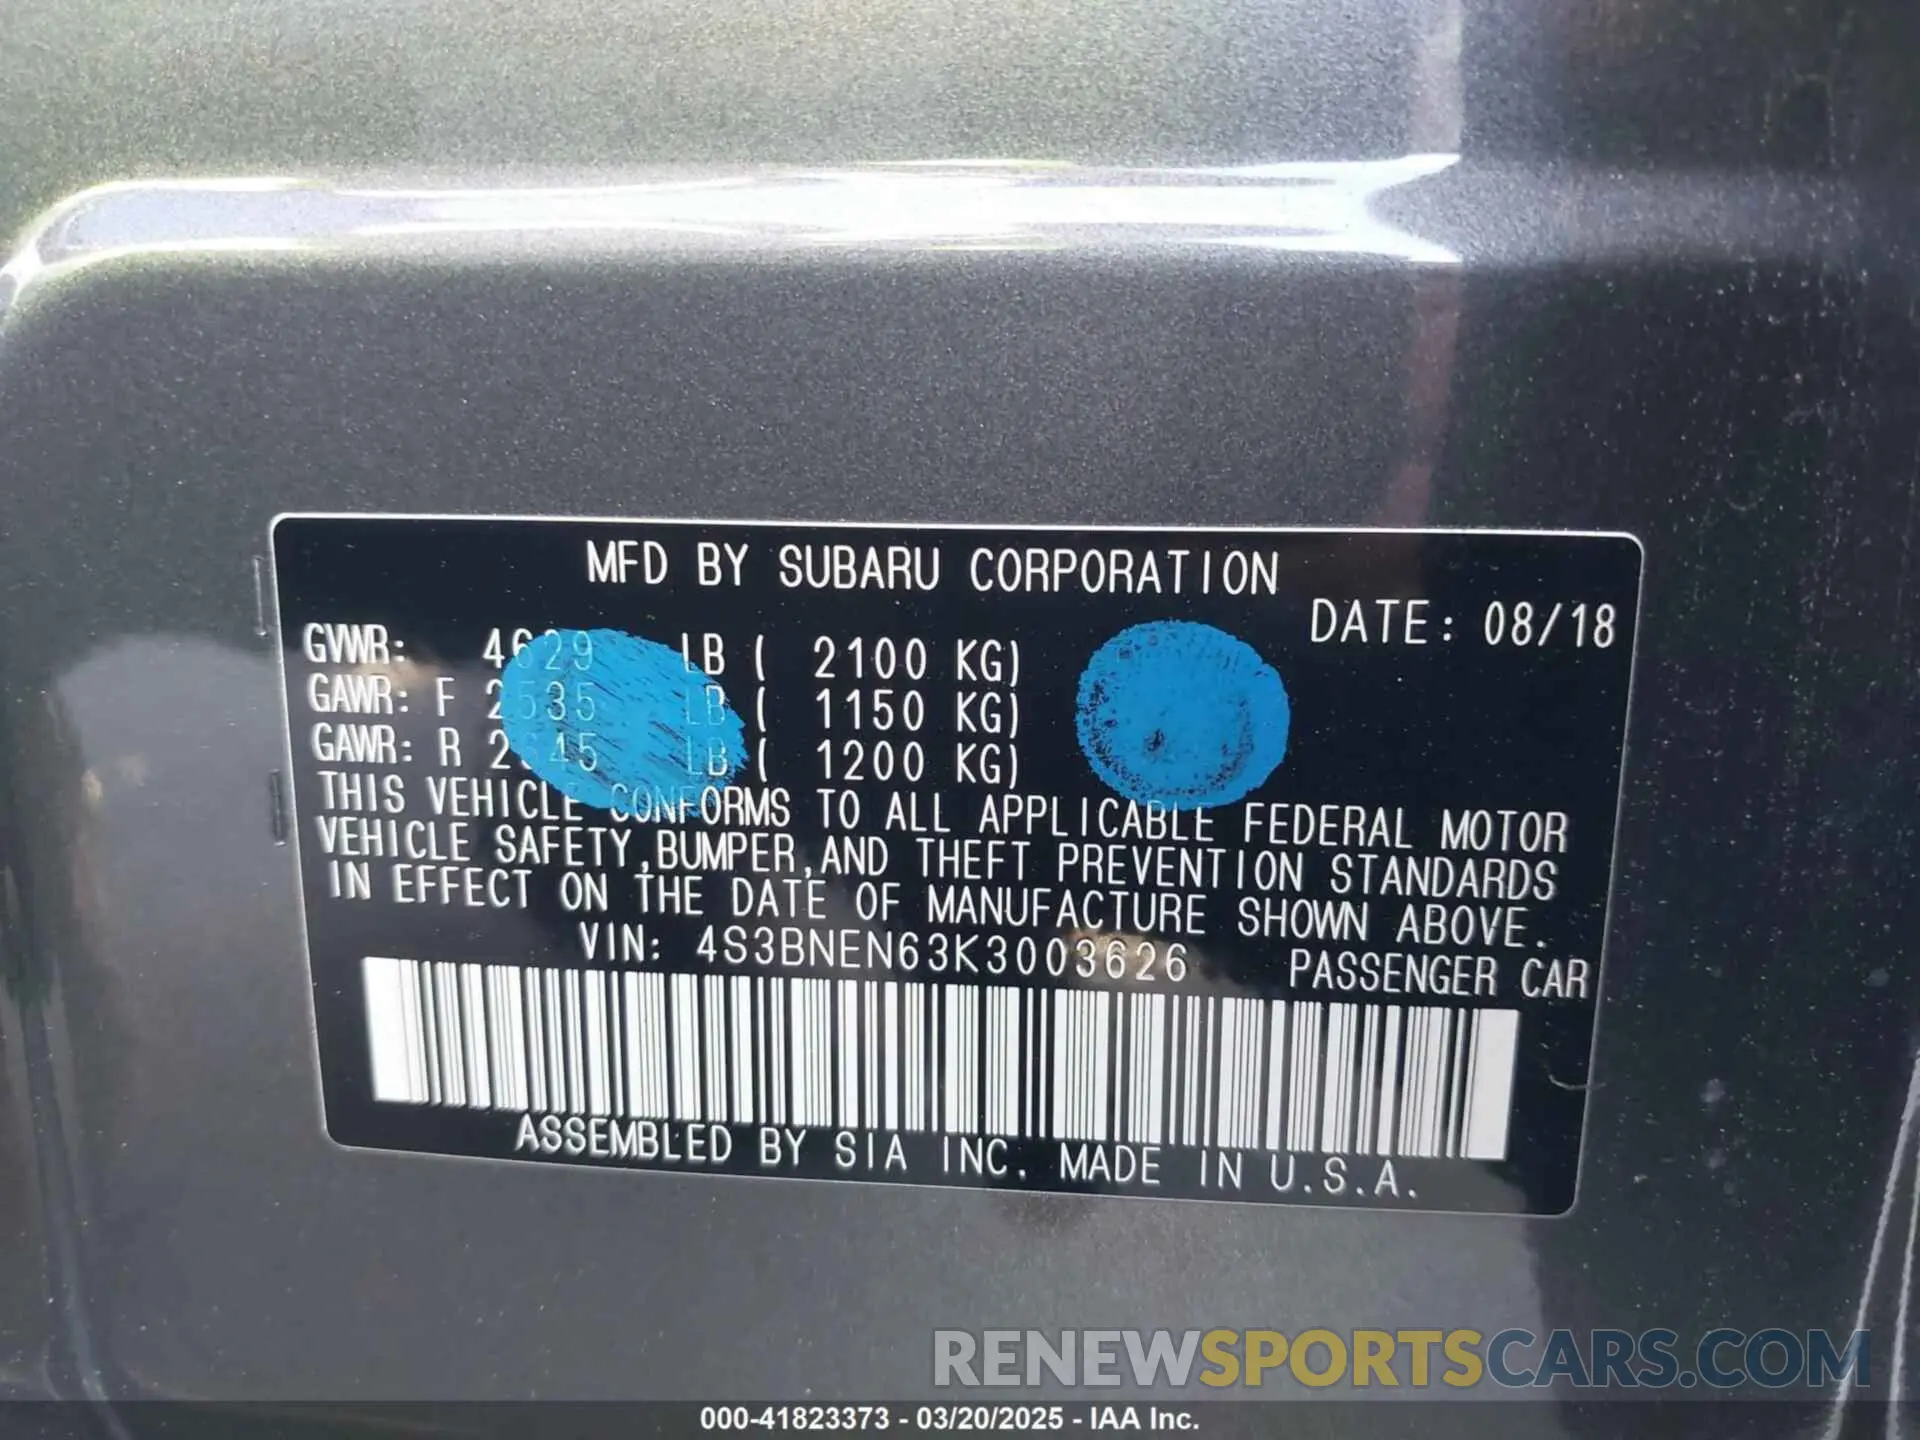 MFD BY SUBARU CORPORATION
DATE: 08/18
GVWR: 4629 LB ( 2100 KG)
GAWR: F 2535 LB ( 1150 KG)
GAWR: R 2645 LB ( 1200 KG)
THIS VEHICLE CONFORMS TO ALL APPLICABLE FEDERAL MOTOR
VEHICLE SAFETY,BUMPER,AND THEFT PREVENTION STANDARDS
IN EFFECT ON THE DATE OF MANUFACTURE SHOWN ABOVE.
VIN: 4S3BNEN63K3003626 PASSENGER CAR
ASSEMBLED BY SIA INC. MADE IN U.S.A.
RENEWSPORTSCARS.COM
000-41823373 - 03/20/2025 - IAA Inc.